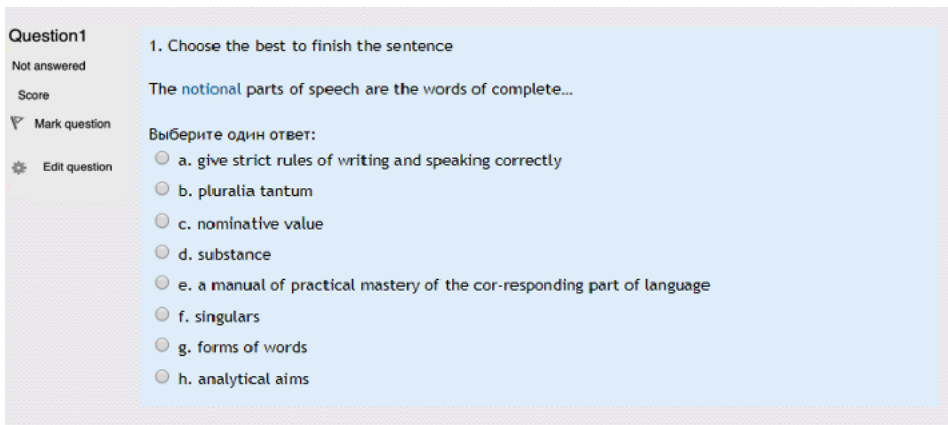 Question1
Not answered
Score
Mark question
Edit question
1. Choose the best to finish the sentence
The notional parts of speech are the words of complete...
Выберите один ответ:
a. give strict rules of writing and speaking correctly
b. pluralia tantum
c. nominative value
d. substance
e. a manual of practical mastery of the cor-responding part of language
f. singulars
g. forms of words
h. analytical aims